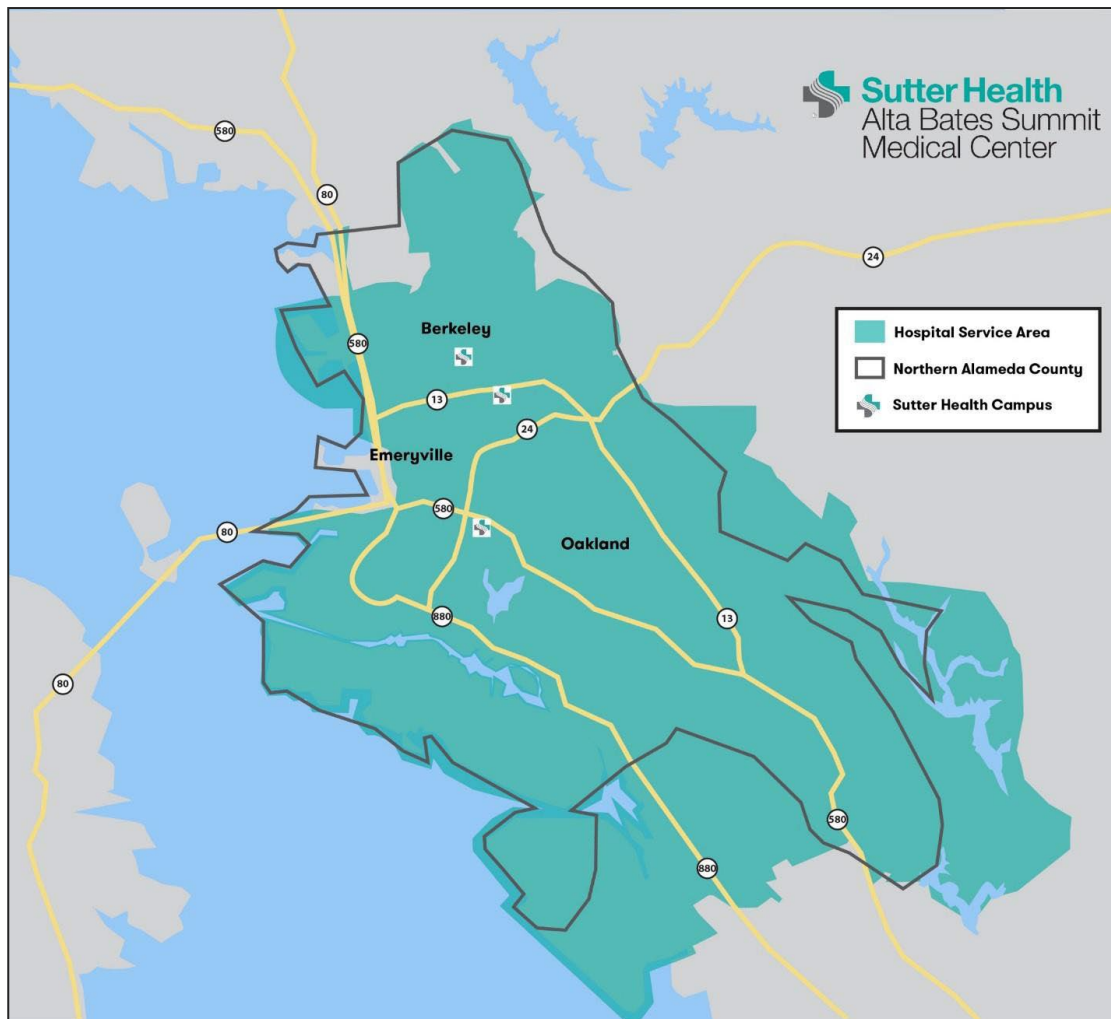 Sutter Health
Alta Bates Summit
Medical Center
580
80
24
Hospital Service Area
Northern Alameda County
Sutter Health Campus
Berkeley
580
13
24
Emeryville
580
80
Oakland
880
13
80
580
880